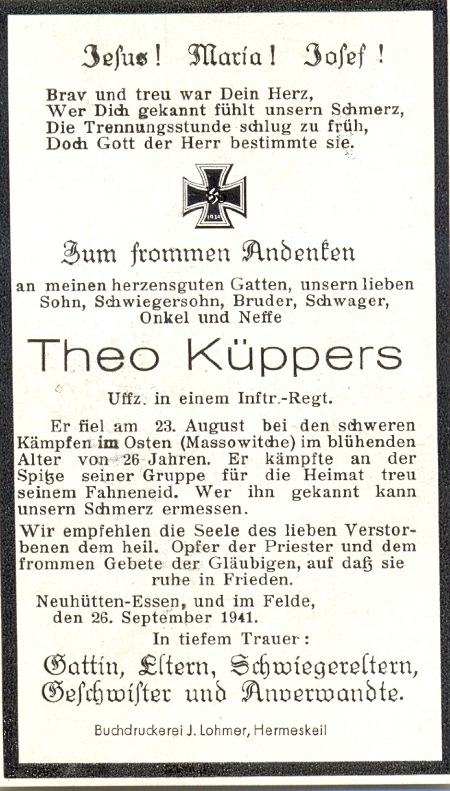 Jesus! Maria! Josef!
Brav und treu war Dein Herz,
Wer Dich gekannt fühlt unsern Schmerz,
Die Trennungsstunde schlug zu früh,
Doch Gott der Herr bestimmte sie.
1939
Zum frommen Andenken
an meinen herzensguten Gatten, unsern lieben
Sohn, Schwiegersohn, Bruder, Schwager,
Onkel und Neffe
Theo Küppers
Uffz. in einem Inftr.-Regt.
Er fiel am 23. August bei den schweren
Kämpfen im Osten (Massowitche) im blühenden
Alter von 26 Jahren. Er kämpfte an der
Spitze seiner Gruppe für die Heimat treu
seinem Fahneneid. Wer ihn gekannt kann
unsern Schmerz ermessen.
Wir empfehlen die Seele des lieben Verstor-
benen dem heil. Opfer der Priester und dem
frommen Gebete der Gläubigen, auf daß sie
ruhe in Frieden.
Neuhütten-Essen, und im Felde,
den 26. September 1941.
In tiefem Trauer:
Gattin, Eltern, Schwiegereltern,
Geschwister und Anverwandte.
Buchdruckerei J. Lohmer, Hermeskeil